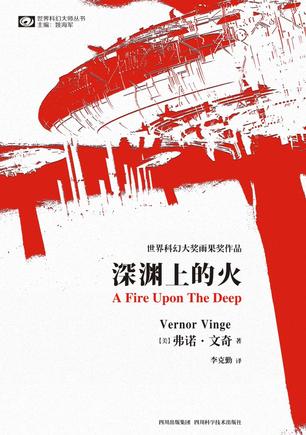 世界科幻大师丛书
主编：姚海军
世界科幻大奖雨果奖作品
深渊上的火
A Fire Upon The Deep
Vernor Vinge
【美】弗诺·文奇 著
李克勤 译
四川出版集团 四川科学技术出版社